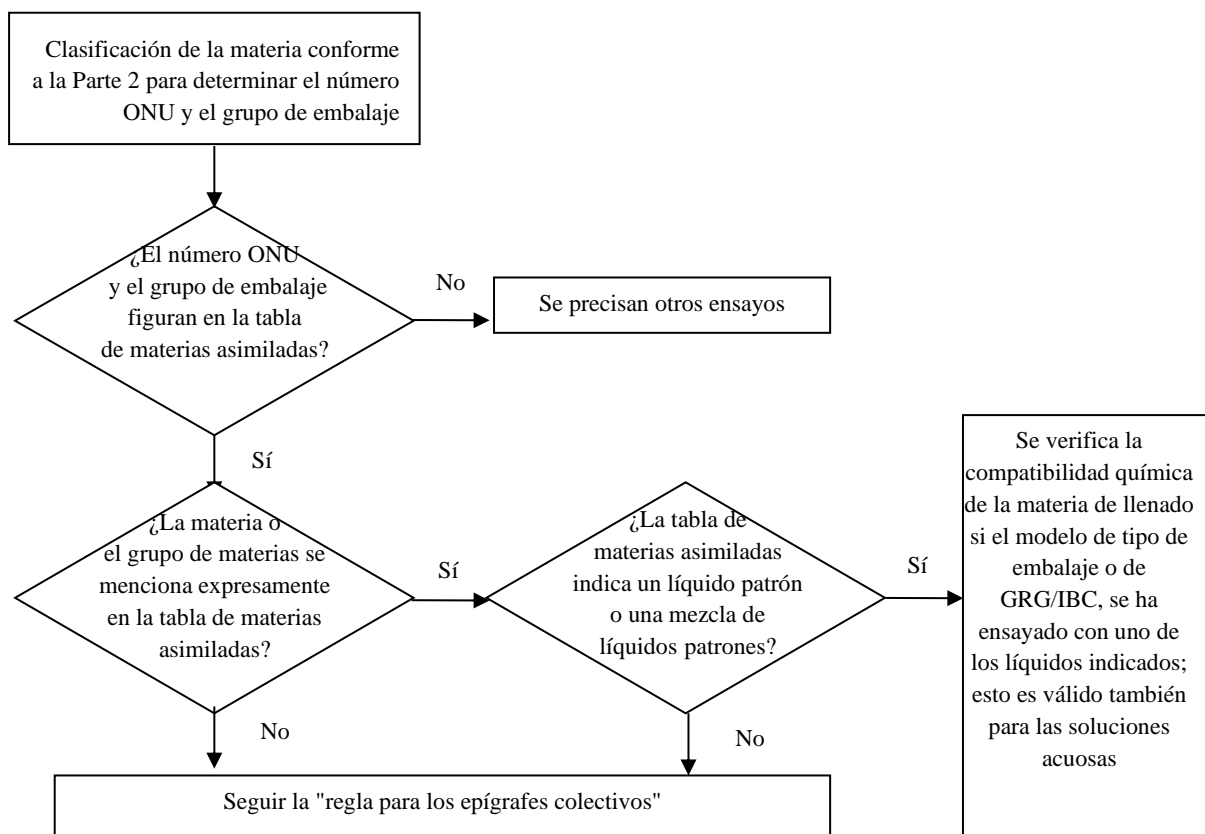 Clasificación de la materia conforme
a la Parte 2 para determinar el número
ONU y el grupo de embalaje
¿El número ONU
y el grupo de embalaje
figuran en la tabla
de materias asimiladas?
No
Se precisan otros ensayos
Sí
¿La materia o
el grupo de materias se
menciona expresamente
en la tabla de materias
asimiladas?
Sí
¿La tabla de
materias asimiladas
indica un líquido patrón
o una mezcla de
líquidos patrones?
Sí
Se verifica la
compatibilidad química
de la materia de llenado
si el modelo de tipo de
embalaje o de
GRG/IBC, se ha
ensayado con uno de
los líquidos indicados;
esto es válido también
para las soluciones
acuosas
No
No
Seguir la "regla para los epígrafes colectivos"